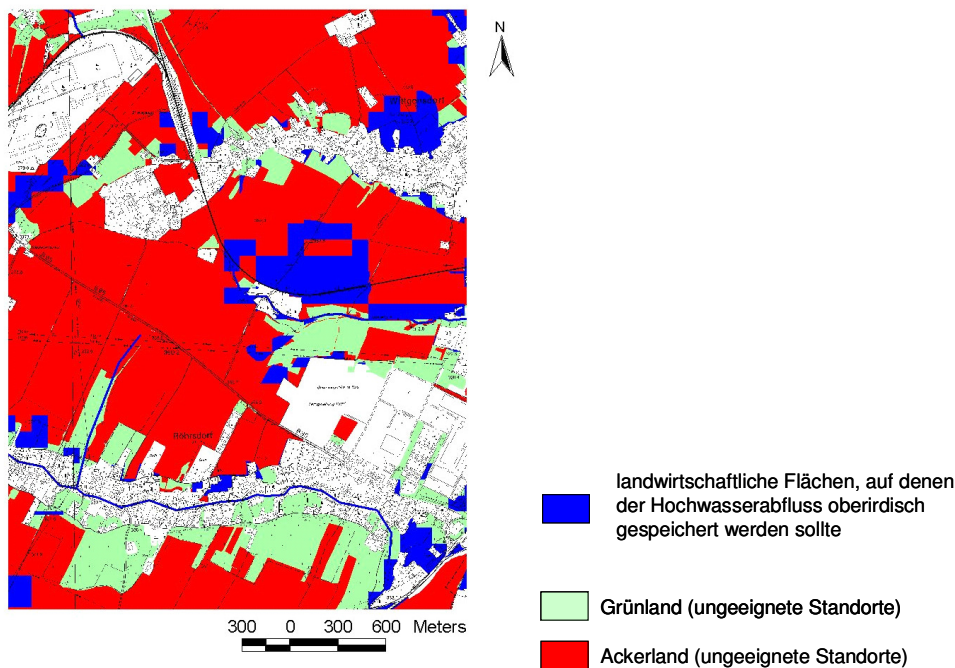 N
Röhrsdorf
landwirtschaftliche Flächen, auf denen
der Hochwasserabfluss oberirdisch
gespeichert werden sollte
Grünland (ungeeignete Standorte)
300 0 300 600 Meters
Ackerland (ungeeignete Standorte)